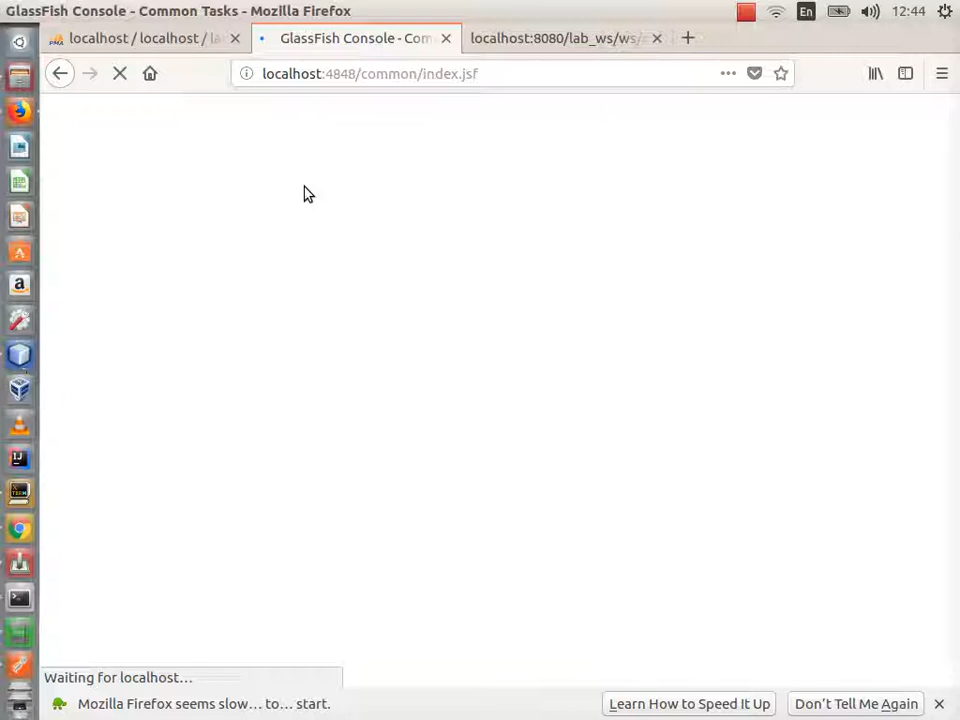 GlassFish Console - Common Tasks - Mozilla Firefox
En
12:44
localhost / localhost / la
GlassFish Console - Com
localhost:8080/lab_ws/ws/
localhost:4848/common/index.jsf
Waiting for localhost…
Mozilla Firefox seems slow… to… start.
Learn How to Speed It Up
Don't Tell Me Again